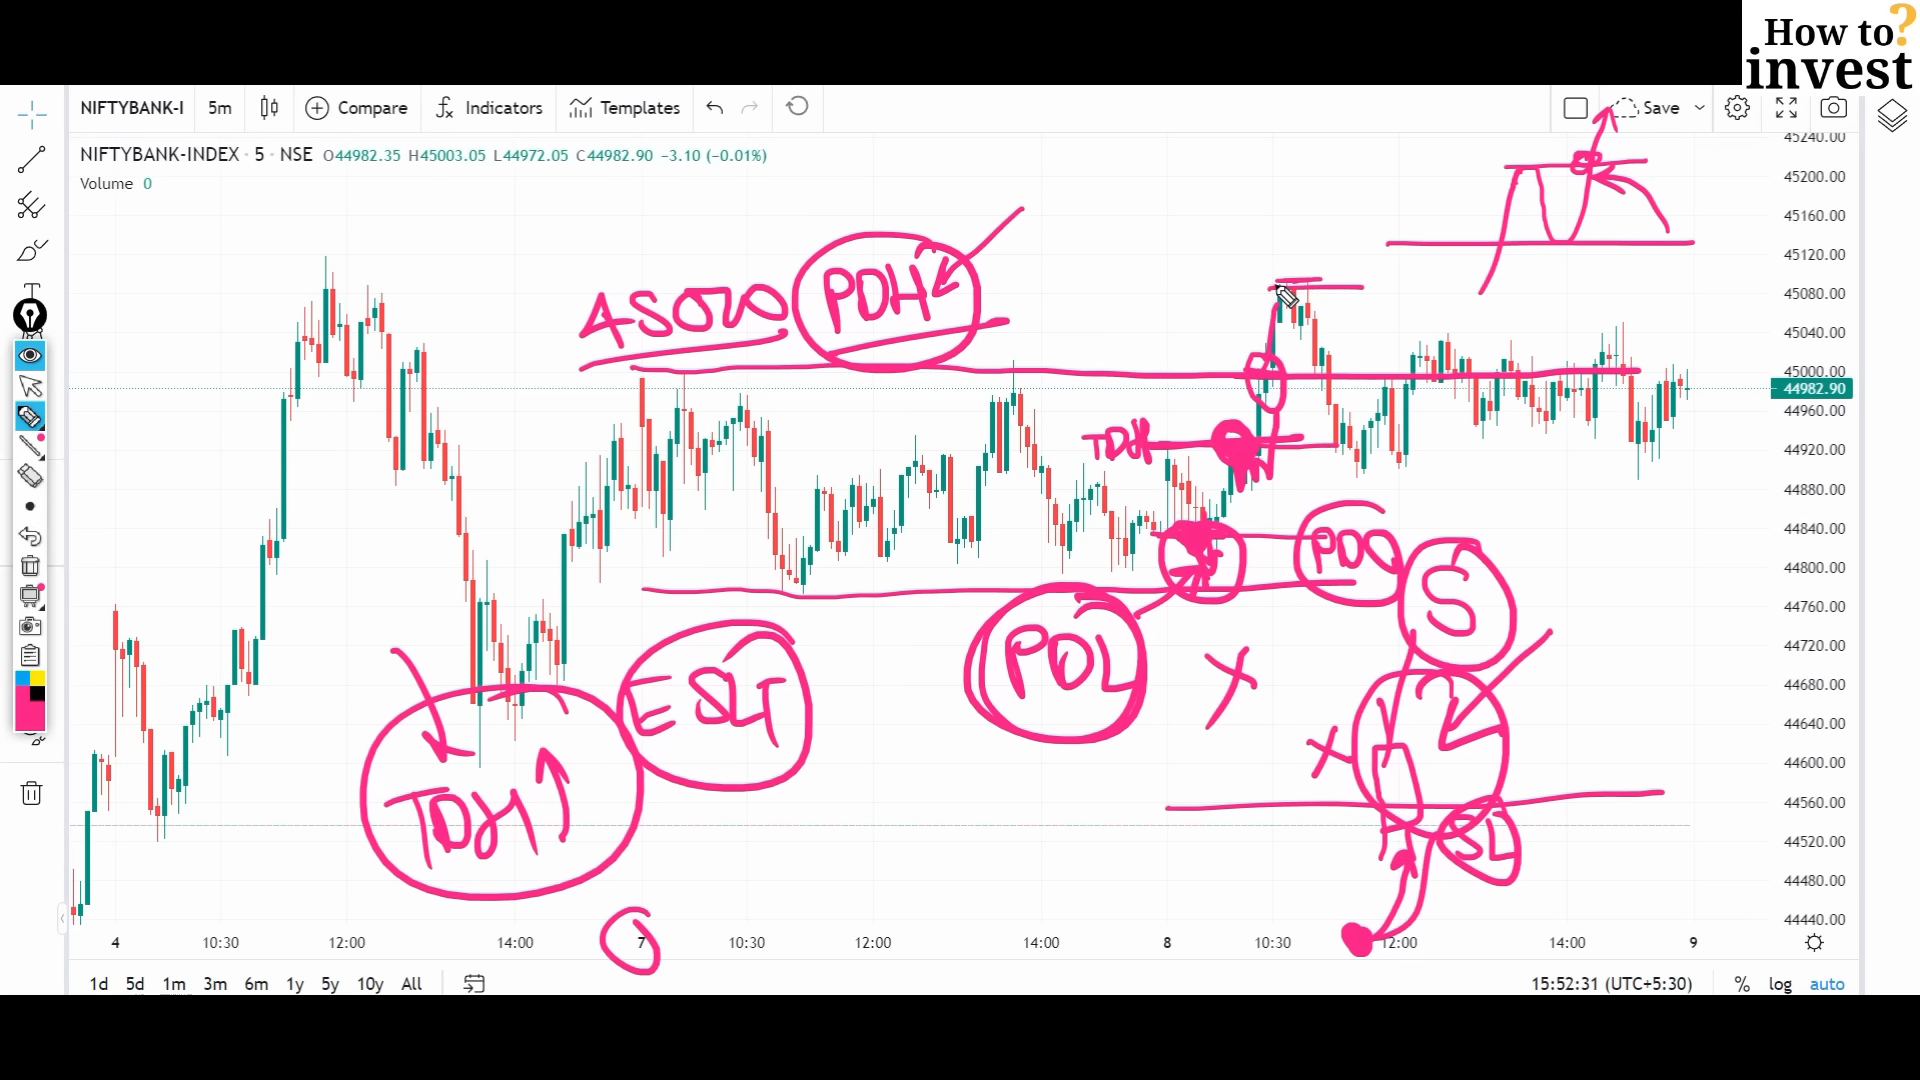 How to?
invest
NIFTYBANK-I 5m Compare Indicators Templates Save
NIFTYBANK-INDEX · 5 · NSE O44982.35 H45003.05 L44972.05 C44982.90 −3.10 (−0.01%)
Volume 0
45240.00
45200.00
45160.00
45120.00
45080.00
45040.00
45000.00
44982.90
44960.00
44920.00
44880.00
44840.00
44800.00
44760.00
44720.00
44680.00
44640.00
44600.00
44560.00
44520.00
44480.00
44440.00
PDH
TDH
PDC
S
PDL
TDH
SL
4 10:30 12:00 14:00 7 10:30 12:00 14:00 8 10:30 12:00 14:00 9
1d 5d 1m 3m 6m 1y 5y 10y All 15:52:31 (UTC+5:30) % log auto